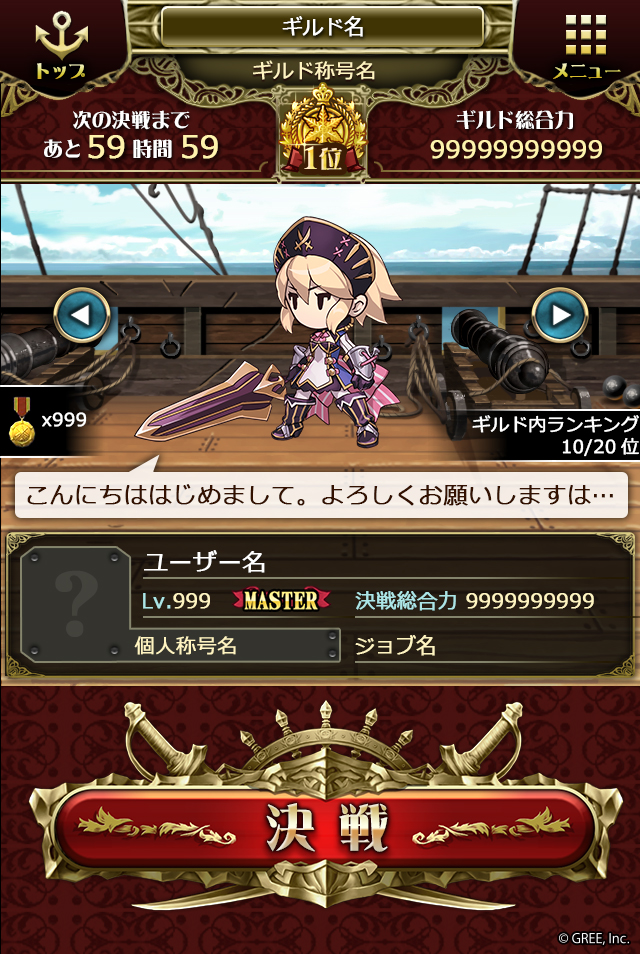 ギルド名
トップ
メニュー
ギルド称号名
次の決戦まで
あと59時間59
1位
ギルド総合力
99999999999
x999
ギルド内ランキング
10/20 位
こんにちははじめまして。よろしくお願いしますは…
?
ユーザー名
Lv.999 MASTER 決戦総合力 9999999999
個人称号名 ジョブ名
決戦
© GREE, Inc.